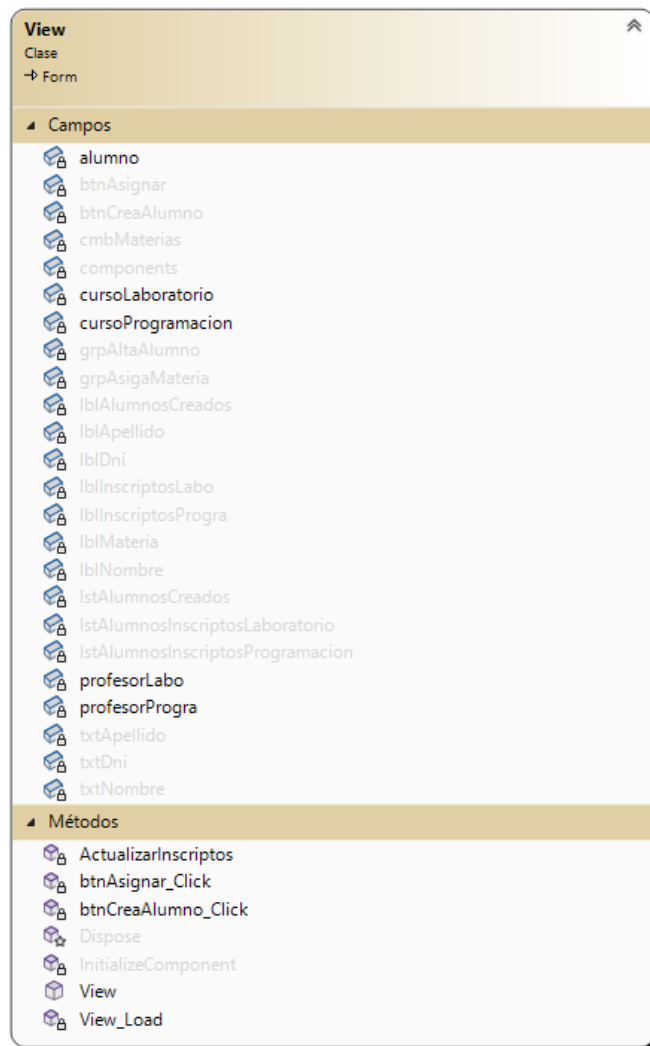 View
Clase
Form
Campos
alumno
btnAsignar
btnCreaAlumno
cmbMaterias
components
cursoLaboratorio
cursoProgramacion
grpAltaAlumno
grpAsigaMateria
lblAlumnosCreados
lblApellido
lblDni
lblInscriptosLabo
lblInscriptosProgra
lblMateria
lblNombre
lstAlumnosCreados
lstAlumnosInscriptosLaboratorio
lstAlumnosInscriptosProgramacion
profesorLabo
profesorProgra
txtApellido
txtDni
txtNombre
Métodos
ActualizarInscriptos
btnAsignar_Click
btnCreaAlumno_Click
Dispose
InitializeComponent
View
View_Load